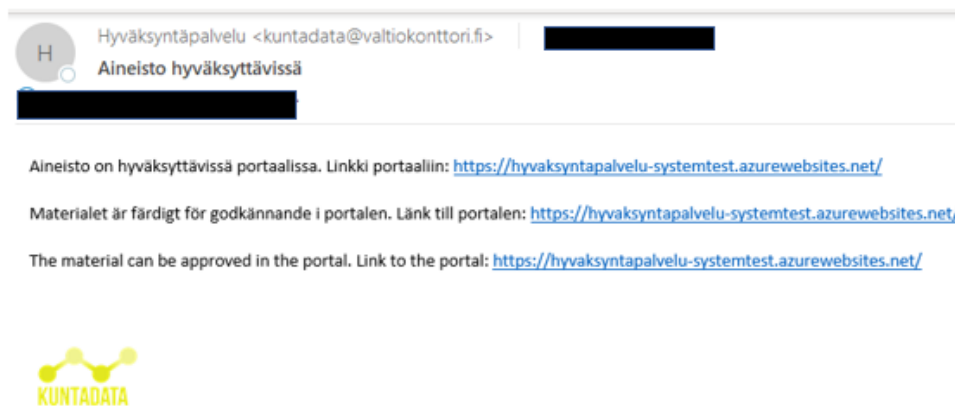 H
Hyväksyntäpalvelu <kuntadata@valtiokonttori.fi>
Aineisto hyväksyttävissä
Aineisto on hyväksyttävissä portaalissa. Linkki portaaliin: https://hyvaksyntapalvelu-systemtest.azurewebsites.net/
Materialet är färdigt för godkännande i portalen. Länk till portalen: https://hyvaksyntapalvelu-systemtest.azurewebsites.net/
The material can be approved in the portal. Link to the portal: https://hyvaksyntapalvelu-systemtest.azurewebsites.net/
KUNTADATA